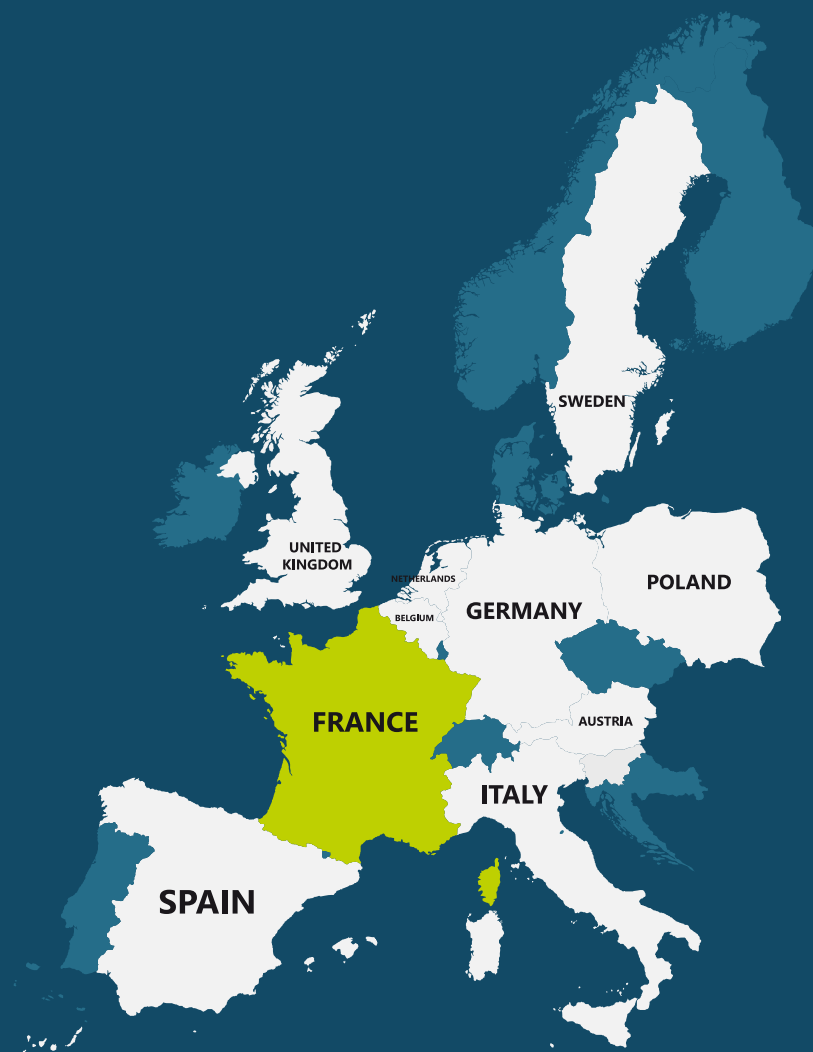 SWEDEN
UNITED
KINGDOM
NETHERLANDS
POLAND
BELGIUM
GERMANY
FRANCE
AUSTRIA
ITALY
SPAIN